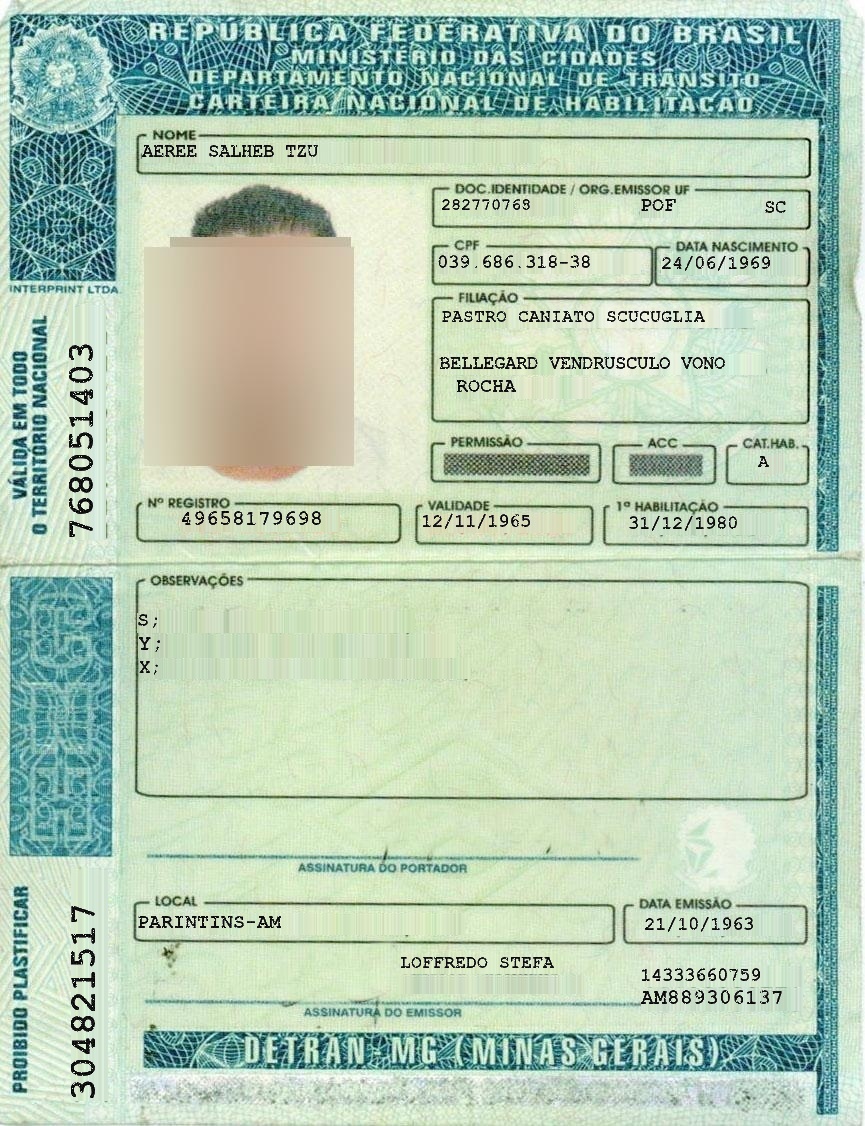 REPÚBLICA FEDERATIVA DO BRASIL
MINISTÉRIO DAS CIDADES
DEPARTAMENTO NACIONAL DE TRÂNSITO
CARTEIRA NACIONAL DE HABILITAÇÃO
NOME
AEREE SALHEB TZU
DOC.IDENTIDADE / ORG.EMISSOR UF
282770768 POF SC
CPF DATA NASCIMENTO
039.686.318-38 24/06/1969
FILIAÇÃO
PASTRO CANIATO SCUCUGLIA
BELLEGARD VENDRUSCULO VONO
ROCHA
PERMISSÃO ACC CAT.HAB.
A
Nº REGISTRO VALIDADE 1ª HABILITAÇÃO
49658179698 12/11/1965 31/12/1980
INTERPRINT LTDA.
VÁLIDA EM TODO
O TERRITÓRIO NACIONAL
768051403
OBSERVAÇÕES
S;
Y;
X;
ASSINATURA DO PORTADOR
LOCAL DATA EMISSÃO
PARINTINS-AM 21/10/1963
LOFFREDO STEFA
14333660759
AM889306137
ASSINATURA DO EMISSOR
PROIBIDO PLASTIFICAR
304821517
DETRAN-MG (MINAS GERAIS)